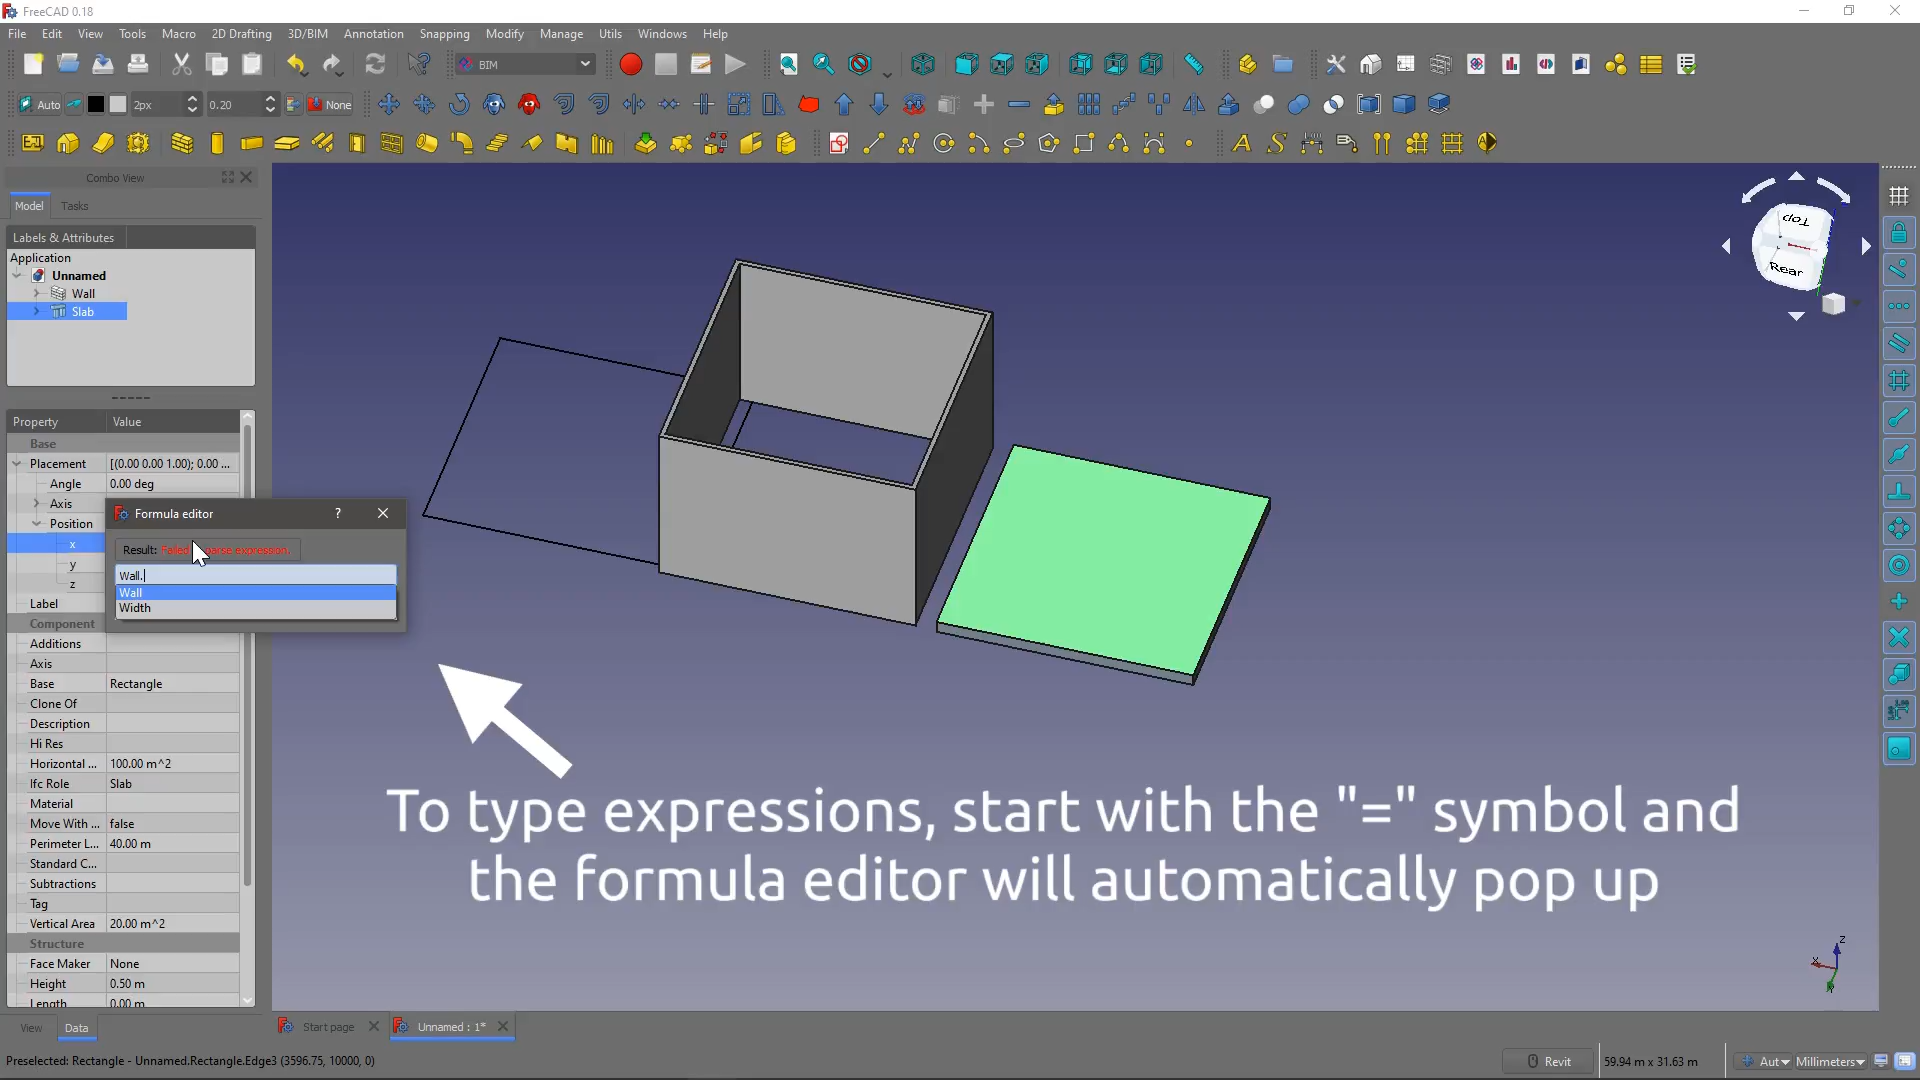 FreeCAD 0.18
File Edit View Tools Macro 2D Drafting 3D/BIM Annotation Snapping Modify Manage Utils Windows Help
BIM
Auto 2px 0.20 None
Combo View
Model Tasks
Labels & Attributes
Application
Unnamed
Wall
Slab
Property Value
Base
Placement [(0.00 0.00 1.00); 0.00 ...
Angle 0.00 deg
Axis
Position
x
y
z
Label
Formula editor ?
Result: Failed parse expression.
Wall.
Wall
Width
Component
Additions
Axis
Base Rectangle
Clone Of
Description
Hi Res
Horizontal ... 100.00 m^2
Ifc Role Slab
Material
Move With ... false
Perimeter L... 40.00 m
Standard C...
Subtractions
Tag
Vertical Area 20.00 m^2
Structure
Face Maker None
Height 0.50 m
Length 0.00 m
View Data
Top
Rear
To type expressions, start with the "=" symbol and
the formula editor will automatically pop up
Z
X
Y
Start page Unnamed : 1*
Preselected: Rectangle - Unnamed.Rectangle.Edge3 (3596.75, 10000, 0)
Revit 59.94 m x 31.63 m Aut Millimeters